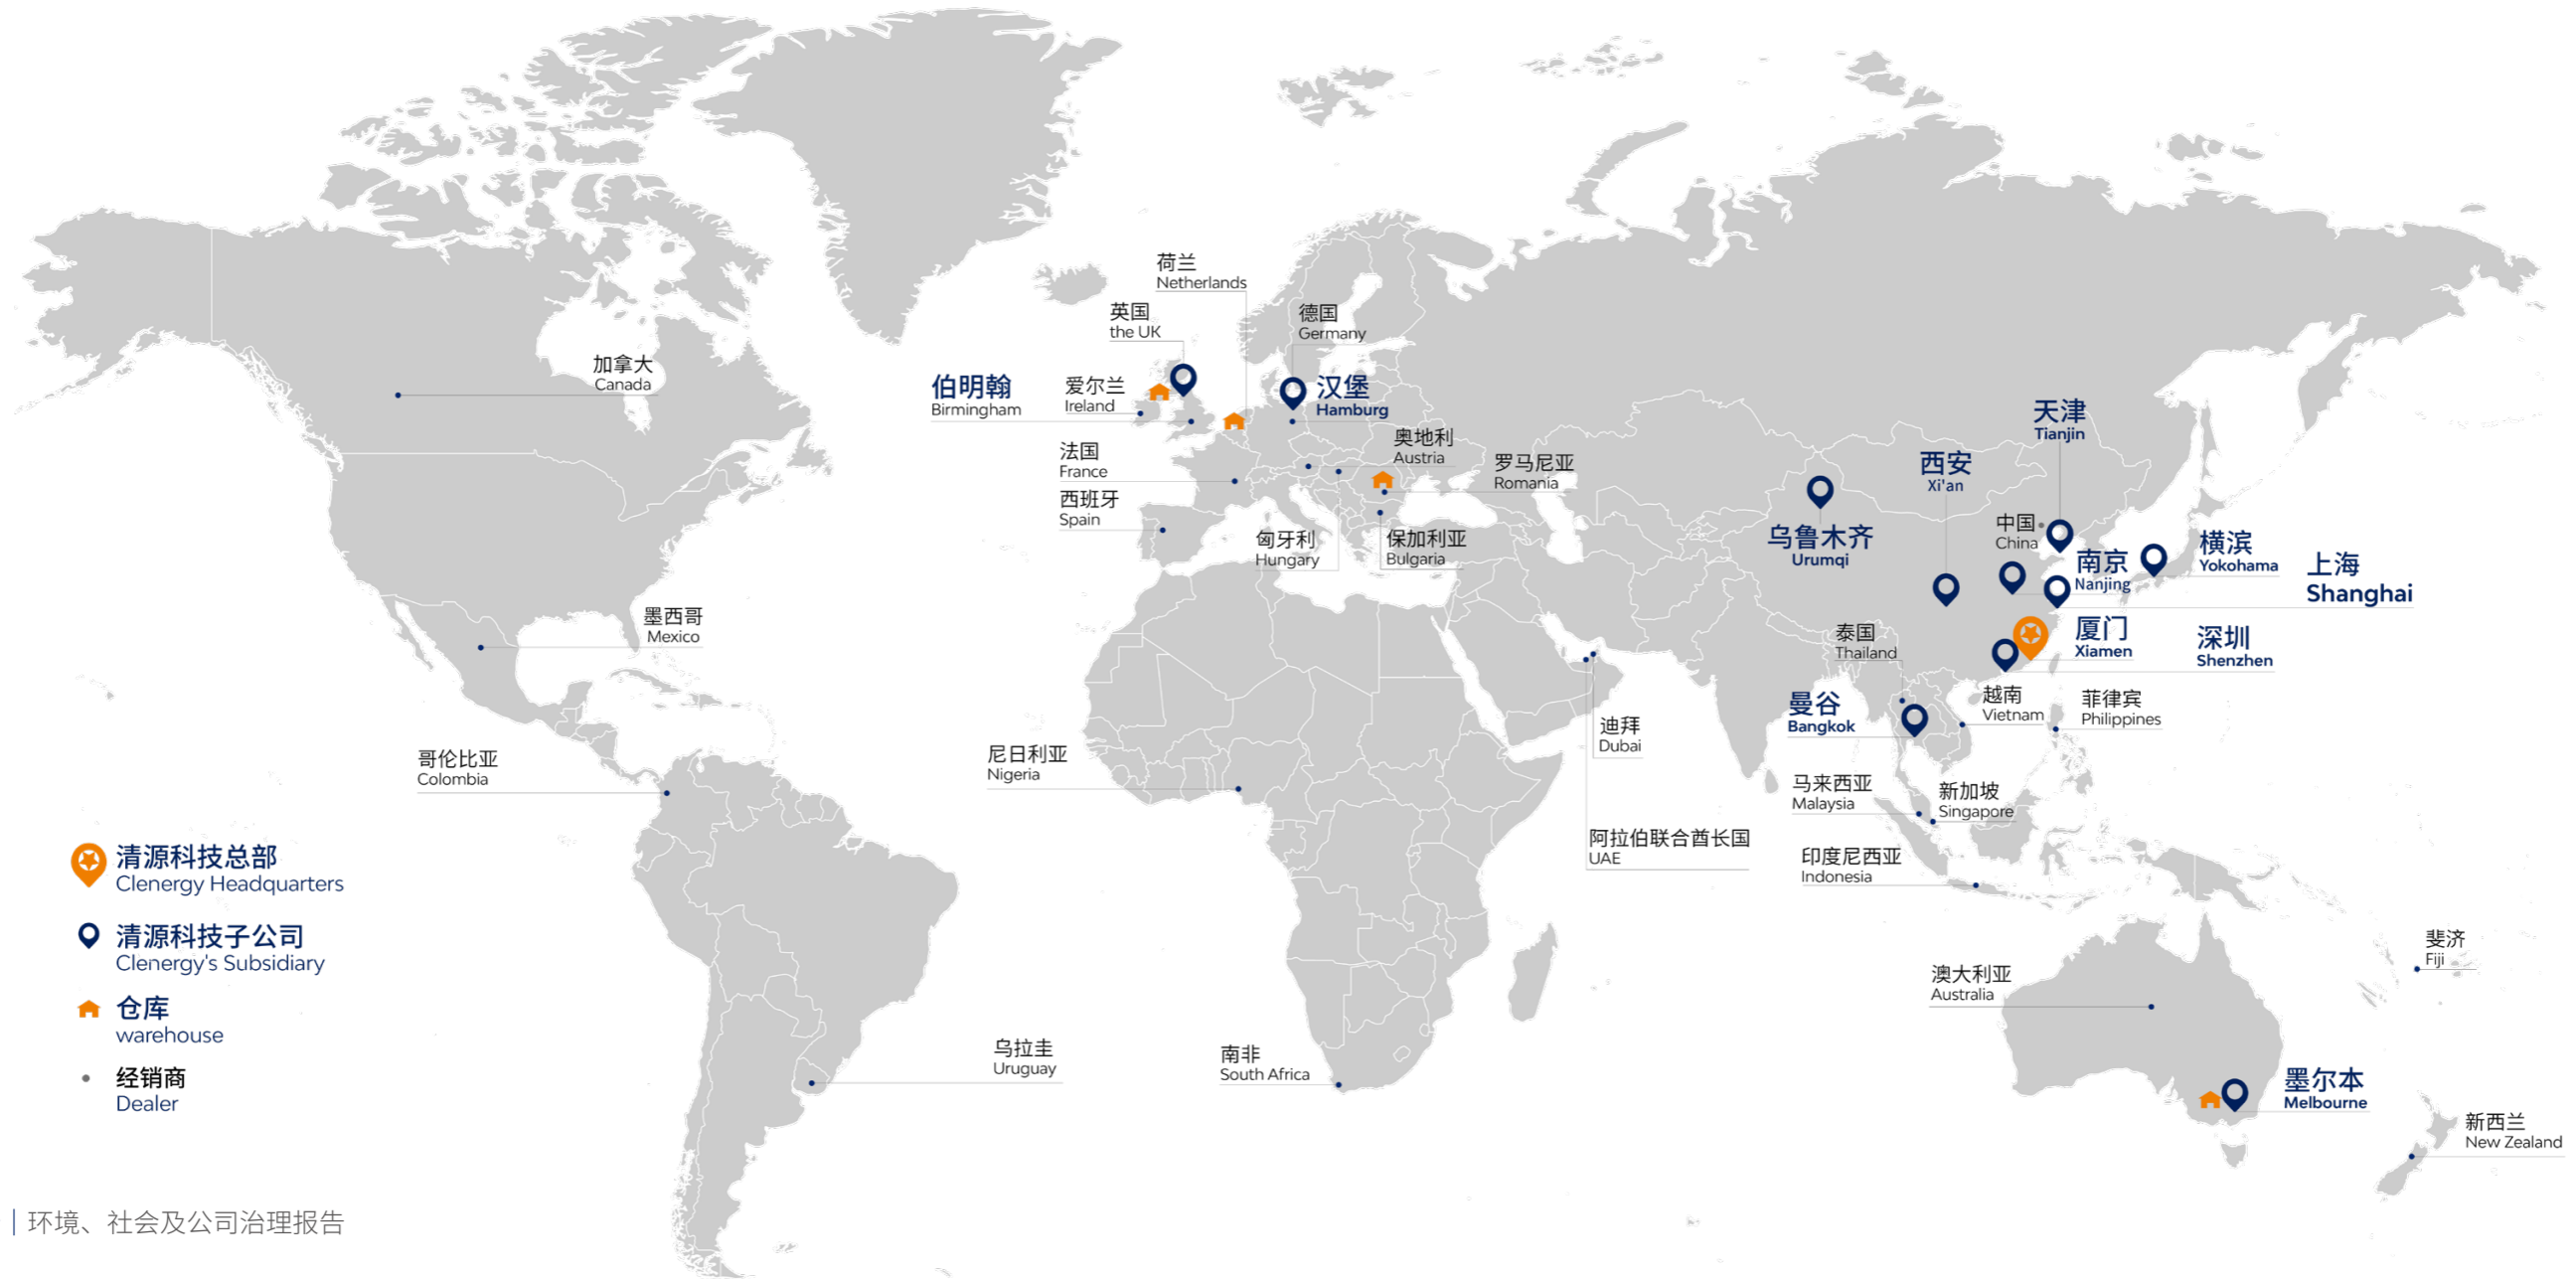 荷兰
Netherlands
英国
the UK
德国
Germany
加拿大
Canada
伯明翰
Birmingham
爱尔兰
Ireland
汉堡
Hamburg
法国
France
奥地利
Austria
罗马尼亚
Romania
西班牙
Spain
匈牙利
Hungary
保加利亚
Bulgaria
天津
Tianjin
西安
Xi'an
乌鲁木齐
Urumqi
中国
China
南京
Nanjing
横滨
Yokohama
上海
Shanghai
墨西哥
Mexico
厦门
Xiamen
深圳
Shenzhen
泰国
Thailand
曼谷
Bangkok
越南
Vietnam
菲律宾
Philippines
迪拜
Dubai
哥伦比亚
Colombia
尼日利亚
Nigeria
马来西亚
Malaysia
新加坡
Singapore
阿拉伯联合酋长国
UAE
印度尼西亚
Indonesia
斐济
Fiji
澳大利亚
Australia
乌拉圭
Uruguay
南非
South Africa
墨尔本
Melbourne
新西兰
New Zealand
清源科技总部
Clenergy Headquarters
清源科技子公司
Clenergy's Subsidiary
仓库
warehouse
经销商
Dealer
环境、社会及公司治理报告